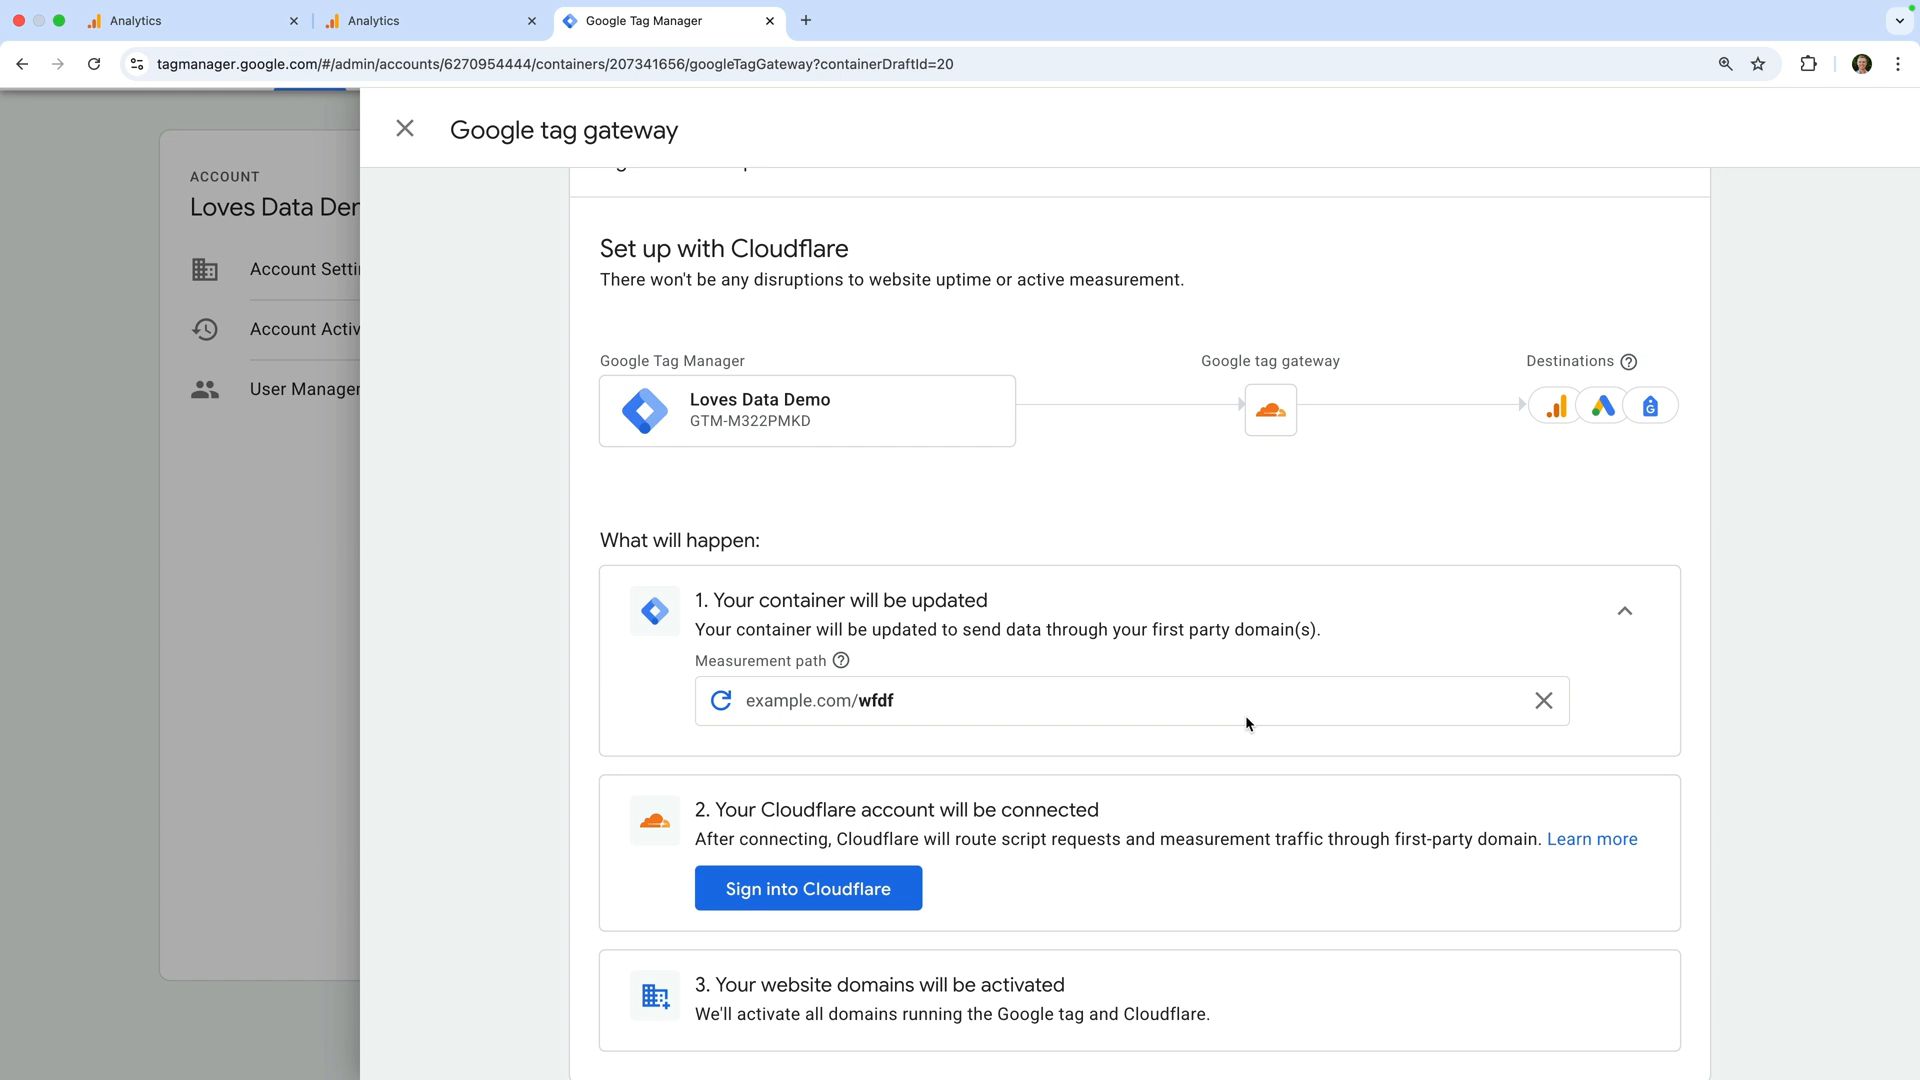 Analytics
Analytics
Google Tag Manager
tagmanager.google.com/#/admin/accounts/6270954444/containers/207341656/googleTagGateway?containerDraftId=20
Google tag gateway
ACCOUNT
Loves Data Der
Account Setti
Account Activ
User Manager
Set up with Cloudflare
There won't be any disruptions to website uptime or active measurement.
Google Tag Manager
Google tag gateway
Destinations
Loves Data Demo
GTM-M322PMKD
What will happen:
1. Your container will be updated
Your container will be updated to send data through your first party domain(s).
Measurement path
example.com/wfdf
2. Your Cloudflare account will be connected
After connecting, Cloudflare will route script requests and measurement traffic through first-party domain. Learn more
Sign into Cloudflare
3. Your website domains will be activated
We'll activate all domains running the Google tag and Cloudflare.